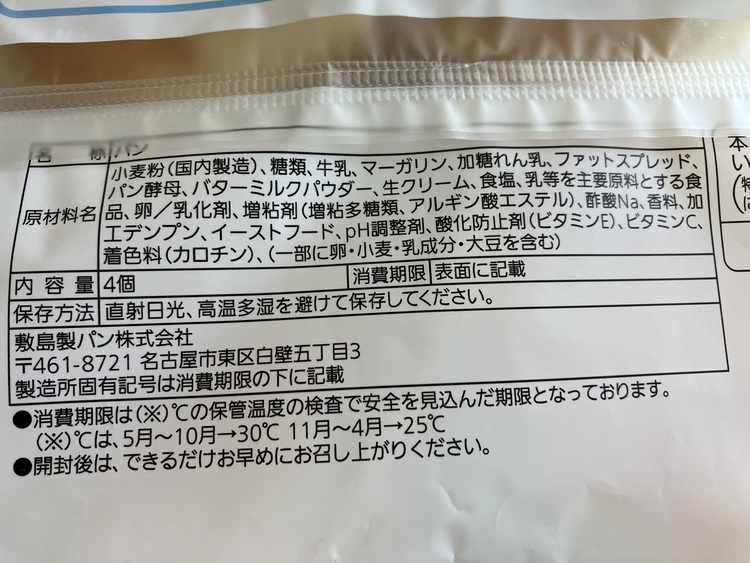 名称 パン
原材料名 小麦粉(国内製造)、糖類、牛乳、マーガリン、加糖れん乳、ファットスプレッド、
パン酵母、バターミルクパウダー、生クリーム、食塩、乳等を主要原料とする食
品、卵/乳化剤、増粘剤(増粘多糖類、アルギン酸エステル)、酢酸Na、香料、加
工デンプン、イーストフード、pH調整剤、酸化防止剤(ビタミンE)、ビタミンC、
着色料(カロチン)、(一部に卵・小麦・乳成分・大豆を含む)
内容量 4個 消費期限 表面に記載
保存方法 直射日光、高温多湿を避けて保存してください。
敷島製パン株式会社
〒461-8721 名古屋市東区白壁五丁目3
製造所固有記号は消費期限の下に記載
●消費期限は(※)℃の保管温度の検査で安全を見込んだ期限となっております。
(※)℃は、5月〜10月→30℃ 11月〜4月→25℃
●開封後は、できるだけお早めにお召し上がりください。
本
い
(特